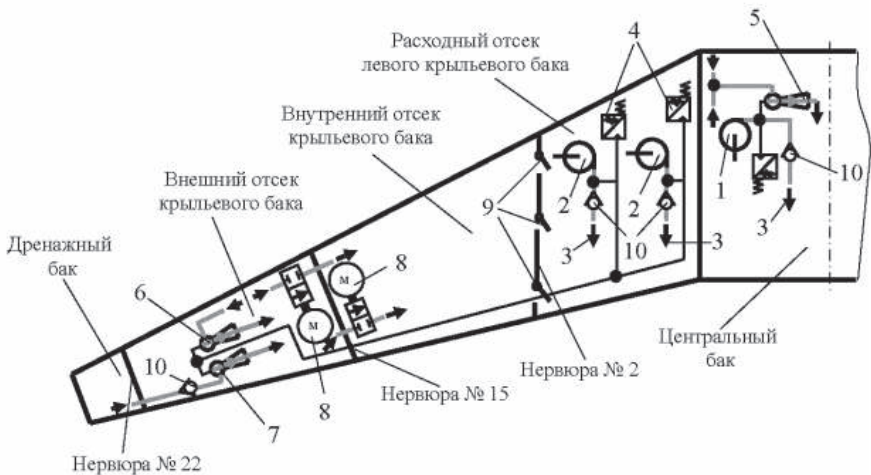 4
5
Расходный отсек
левого крыльевого бака
Внутренний отсек
крыльевого бака
Внешний отсек
крыльевого бака
Дренажный
бак
9
2
2
1
10
3
10
3
3
8
м
м
6
10
7
8
Центральный
бак
Нервюра № 2
Нервюра № 15
Нервюра № 22